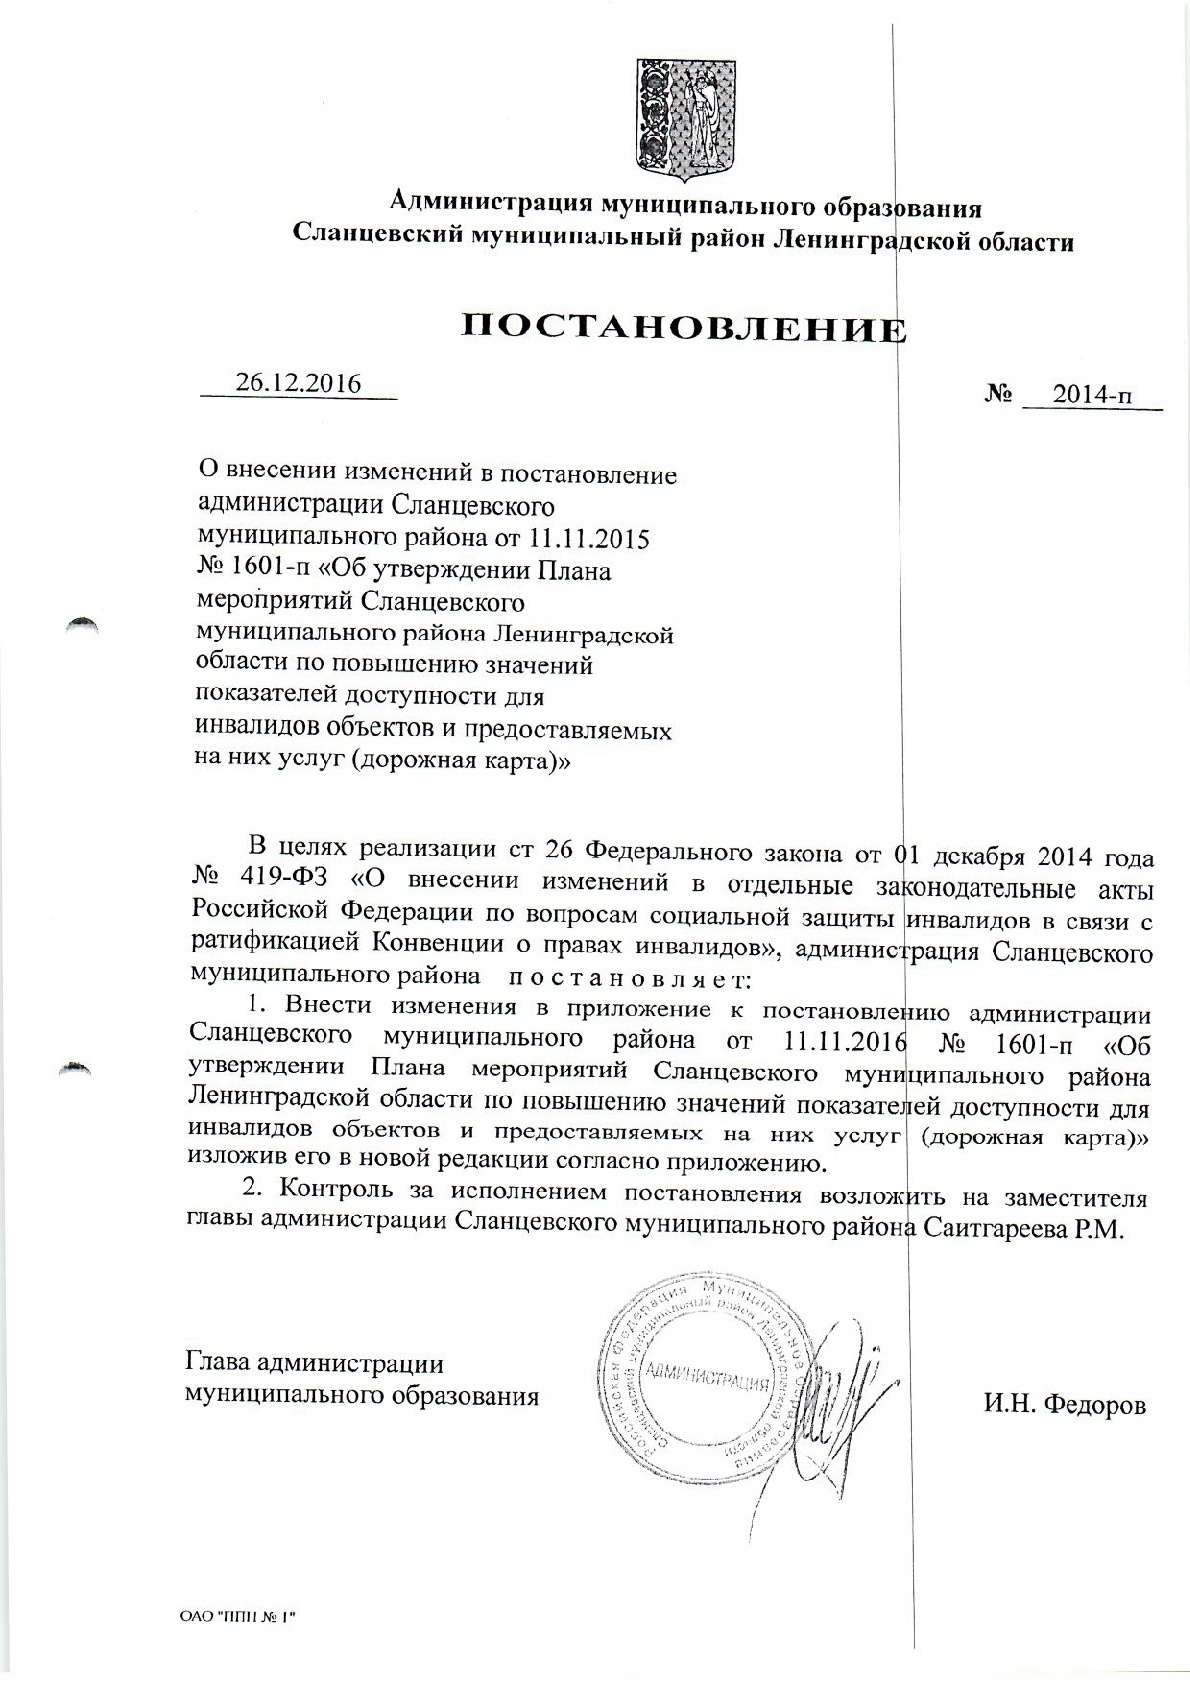 Администрация муниципального образования
Сланцевский муниципальный район Ленинградской области
ПОСТАНОВЛЕНИЕ
26.12.2016
№ 2014-п
О внесении изменений в постановление
администрации Сланцевского
муниципального района от 11.11.2015
№ 1601-п «Об утверждении Плана
мероприятий Сланцевского
муниципального района Ленинградской
области по повышению значений
показателей доступности для
инвалидов объектов и предоставляемых
на них услуг (дорожная карта)»
В целях реализации ст 26 Федерального закона от 01 декабря 2014 года
№ 419-ФЗ «О внесении изменений в отдельные законодательные акты
Российской Федерации по вопросам социальной защиты инвалидов в связи с
ратификацией Конвенции о правах инвалидов», администрация Сланцевского
муниципального района п о с т а н о в л я е т:
1. Внести изменения в приложение к постановлению администрации
Сланцевского муниципального района от 11.11.2016 № 1601-п «Об
утверждении Плана мероприятий Сланцевского муниципального района
Ленинградской области по повышению значений показателей доступности для
инвалидов объектов и предоставляемых на них услуг (дорожная карта)»
изложив его в новой редакции согласно приложению.
2. Контроль за исполнением постановления возложить на заместителя
главы администрации Сланцевского муниципального района Саитгареева Р.М.
Российская Федерация Муниципальное образование
Сланцевский муниципальный район Ленинградской области
АДМИНИСТРАЦИЯ
Глава администрации
муниципального образования
И.Н. Федоров
ОАО "ППП № 1"